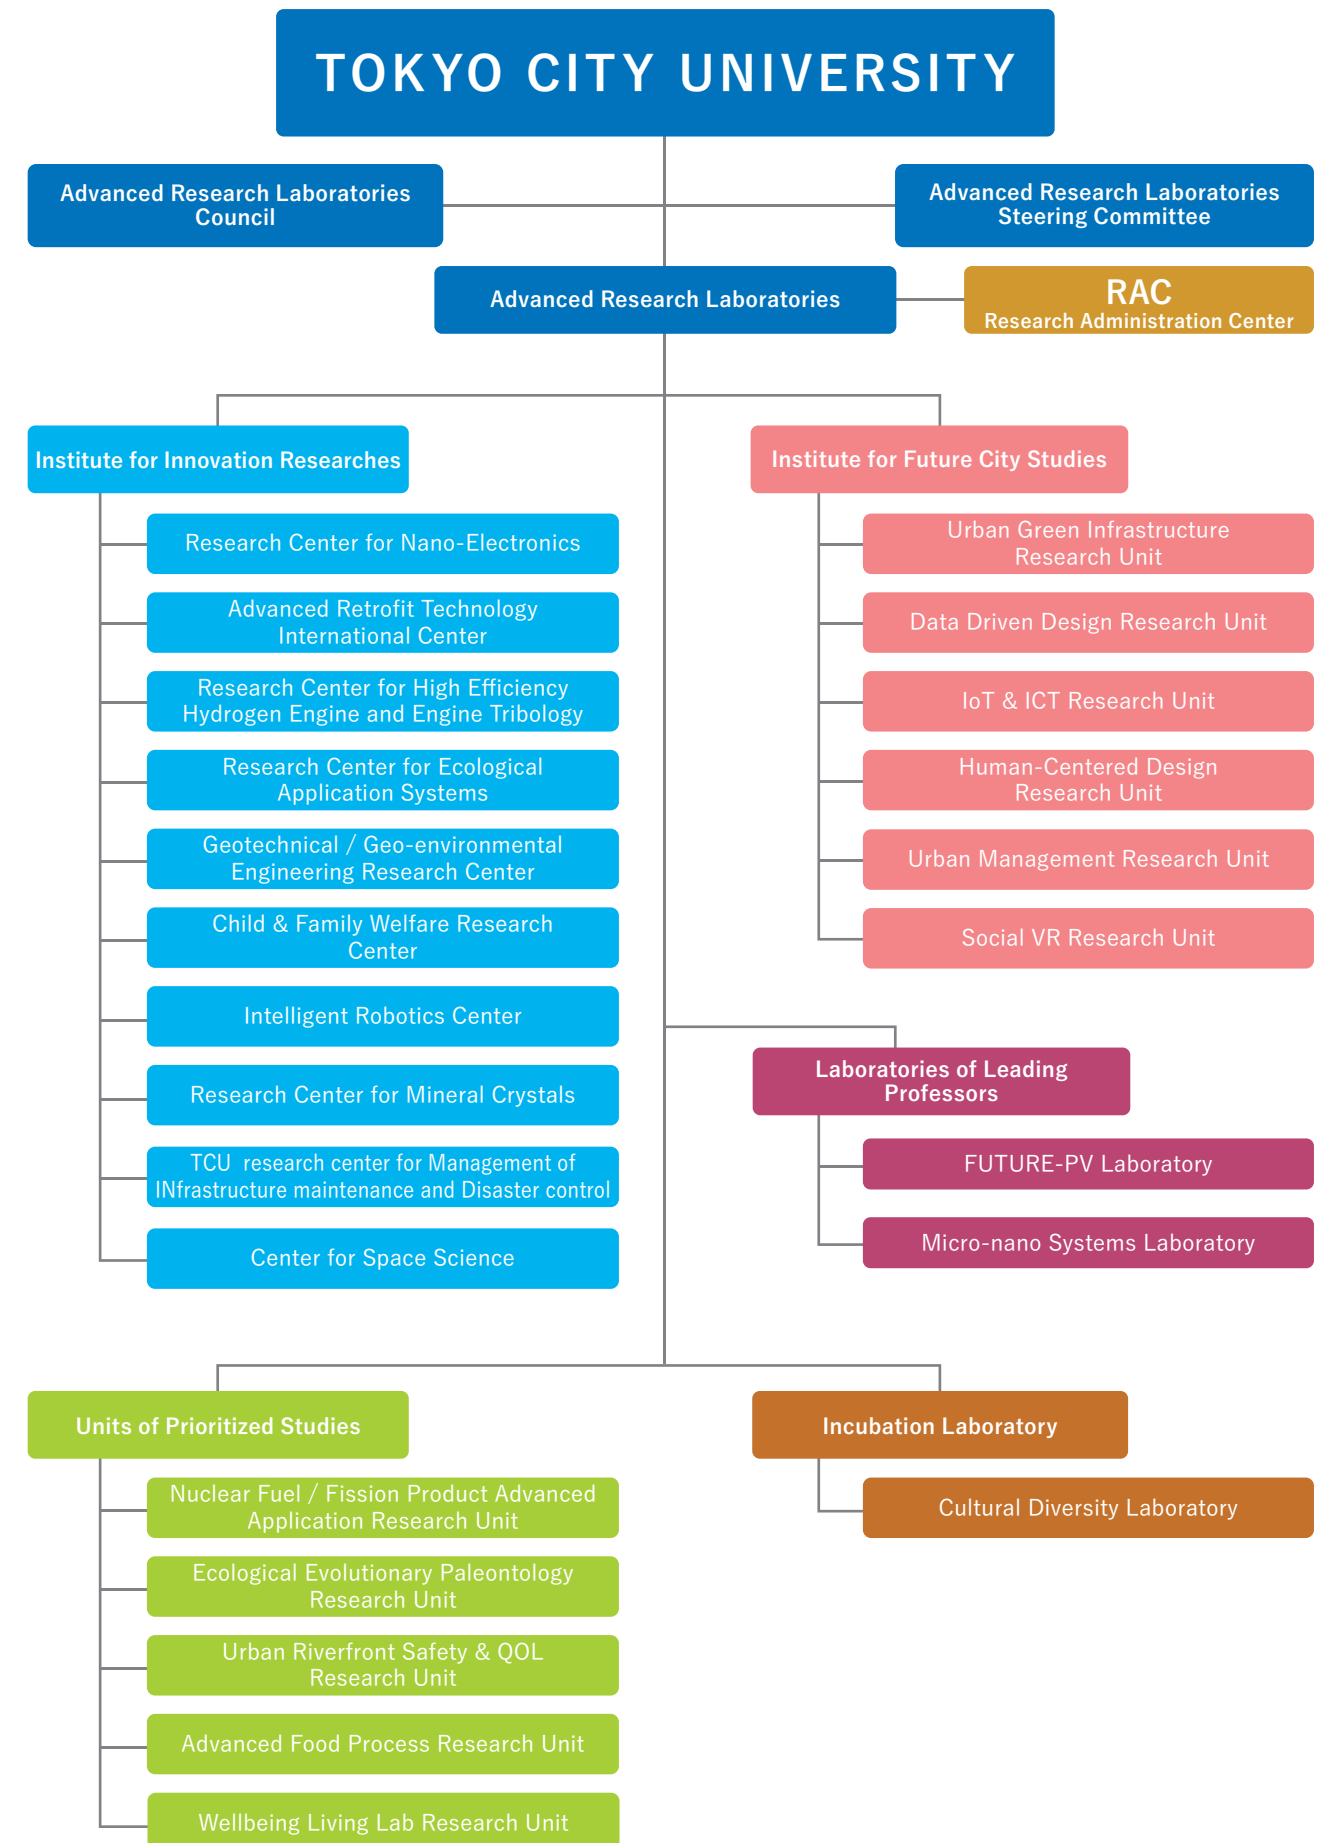 TOKYO CITY UNIVERSITY
Advanced Research Laboratories
Council
Advanced Research Laboratories
Steering Committee
Advanced Research Laboratories
RAC
Research Administration Center
Institute for Innovation Researches
Research Center for Nano-Electronics
Advanced Retrofit Technology
International Center
Research Center for High Efficiency
Hydrogen Engine and Engine Tribology
Research Center for Ecological
Application Systems
Geotechnical / Geo-environmental
Engineering Research Center
Child & Family Welfare Research
Center
Intelligent Robotics Center
Research Center for Mineral Crystals
TCU research center for Management of
INfrastructure maintenance and Disaster control
Center for Space Science
Institute for Future City Studies
Urban Green Infrastructure
Research Unit
Data Driven Design Research Unit
IoT & ICT Research Unit
Human-Centered Design
Research Unit
Urban Management Research Unit
Social VR Research Unit
Laboratories of Leading
Professors
FUTURE-PV Laboratory
Micro-nano Systems Laboratory
Units of Prioritized Studies
Nuclear Fuel / Fission Product Advanced
Application Research Unit
Ecological Evolutionary Paleontology
Research Unit
Urban Riverfront Safety & QOL
Research Unit
Advanced Food Process Research Unit
Wellbeing Living Lab Research Unit
Incubation Laboratory
Cultural Diversity Laboratory